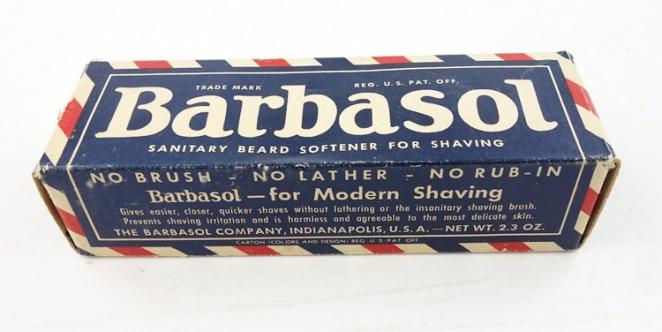 TRADE MARK REG. U.S. PAT. OFF.
Barbasol
SANITARY BEARD SOFTENER FOR SHAVING
NO BRUSH - NO LATHER - NO RUB-IN
Barbasol — for Modern Shaving
Gives easier, closer, quicker shaves without lathering or the insanitary shaving brush.
Prevents shaving irritation and is harmless and agreeable to the most delicate skin.
THE BARBASOL COMPANY, INDIANAPOLIS, U.S.A. — NET WT. 2.3 OZ.
CARTON (COLORS AND DESIGN) REG. U.S. PAT OFF